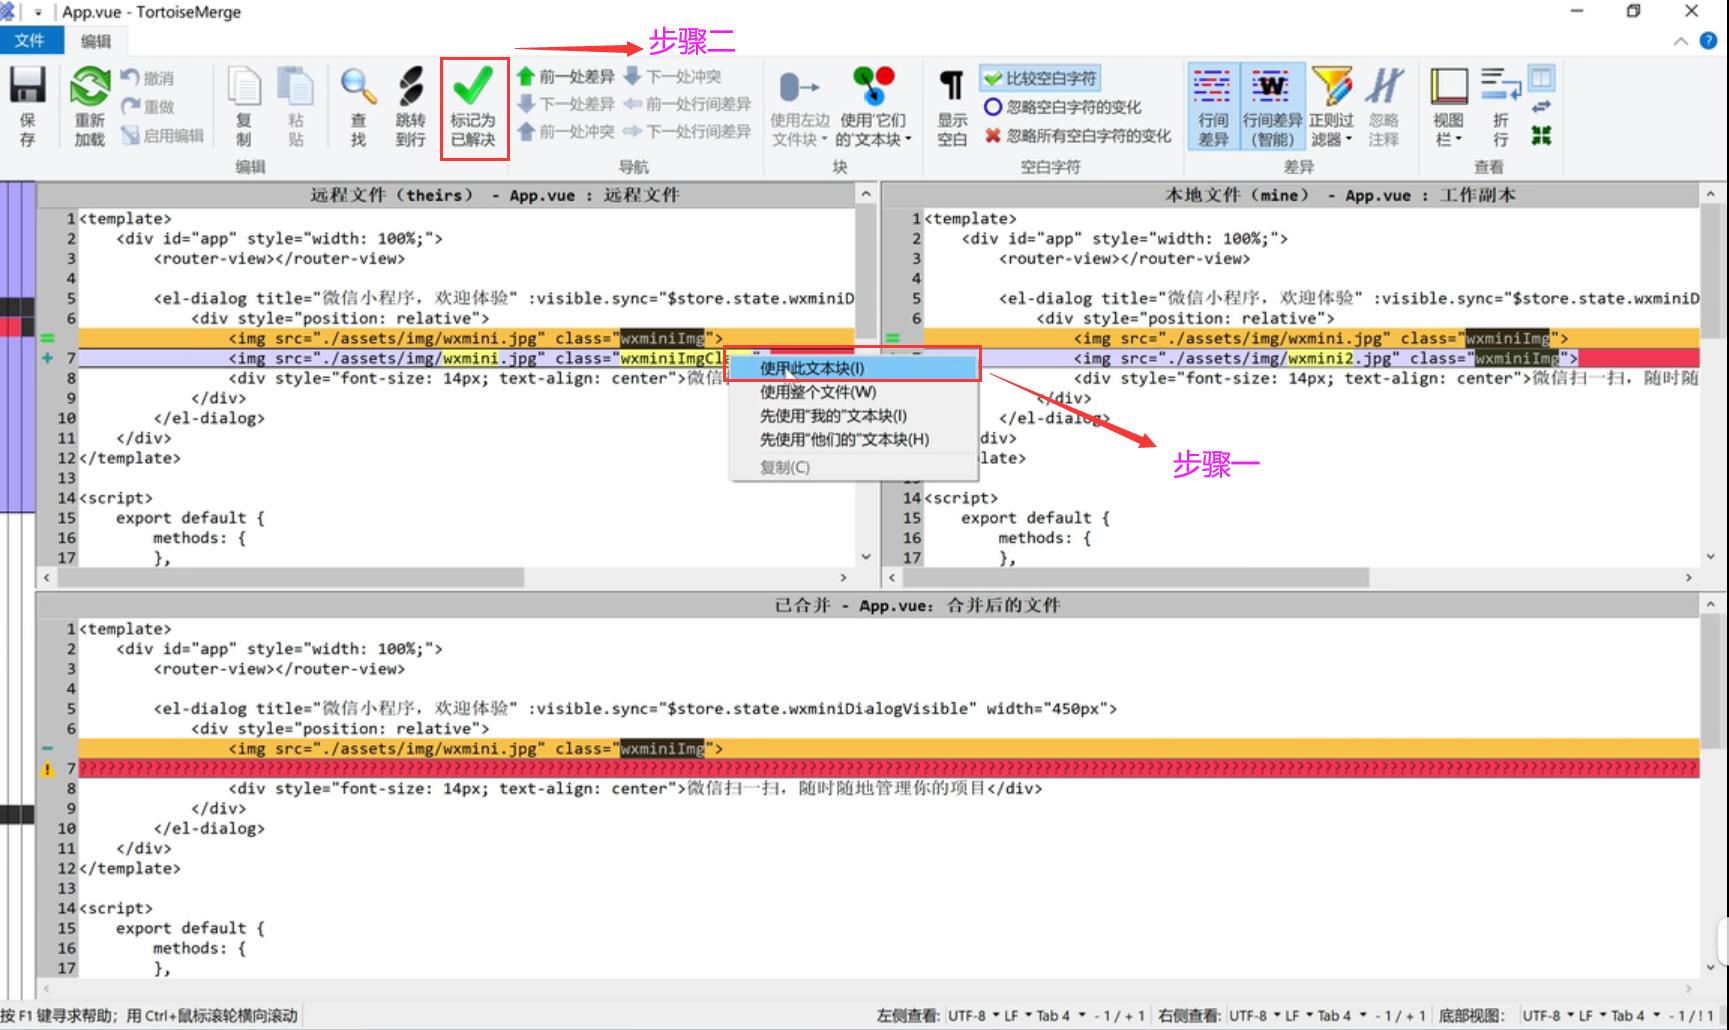 App.vue - TortoiseMerge
文件 编辑
步骤二
保存
重新加载
撤消
重做
启用编辑
复制
粘贴
查找
跳转到行
标记为已解决
前一处差异 下一处冲突
下一处差异 前一处行间差异
前一处冲突 下一处行间差异
使用左边文件块
使用'它们的'文本块
显示空白
比较空白字符
忽略空白字符的变化
忽略所有空白字符的变化
行间差异
行间差异(智能)
正则过滤器
忽略注释
视图栏
折行
编辑 导航 块 空白字符 差异 查看
远程文件（theirs） - App.vue : 远程文件
1<template>
2 <div id="app" style="width: 100%;">
3 <router-view></router-view>
4
5 <el-dialog title="微信小程序，欢迎体验" :visible.sync="$store.state.wxminiD
6 <div style="position: relative">
<img src="./assets/img/wxmini.jpg" class="wxminiImg">
7 <img src="./assets/img/wxmini.jpg" class="wxminiImgCl
8 <div style="font-size: 14px; text-align: center">微信
9 </div>
10 </el-dialog>
11 </div>
12</template>
13
14<script>
15 export default {
16 methods: {
17 },
使用此文本块(I)
使用整个文件(W)
先使用"我的"文本块(I)
先使用"他们的"文本块(H)
复制(C)
步骤一
本地文件（mine） - App.vue : 工作副本
1<template>
2 <div id="app" style="width: 100%;">
3 <router-view></router-view>
4
5 <el-dialog title="微信小程序，欢迎体验" :visible.sync="$store.state.wxminiD
6 <div style="position: relative">
<img src="./assets/img/wxmini.jpg" class="wxminiImg">
<img src="./assets/img/wxmini2.jpg" class="wxminiImg">
<div style="font-size: 14px; text-align: center">微信扫一扫，随时随
</div>
</el-dialog>
div>
late>
14<script>
15 export default {
16 methods: {
17 },
已合并 - App.vue: 合并后的文件
1<template>
2 <div id="app" style="width: 100%;">
3 <router-view></router-view>
4
5 <el-dialog title="微信小程序，欢迎体验" :visible.sync="$store.state.wxminiDialogVisible" width="450px">
6 <div style="position: relative">
<img src="./assets/img/wxmini.jpg" class="wxminiImg">
7
8 <div style="font-size: 14px; text-align: center">微信扫一扫，随时随地管理你的项目</div>
9 </div>
10 </el-dialog>
11 </div>
12</template>
13
14<script>
15 export default {
16 methods: {
17 },
按 F1 键寻求帮助; 用 Ctrl+鼠标滚轮横向滚动 左侧查看: UTF-8 LF Tab 4 - 1 / + 1 右侧查看: UTF-8 LF Tab 4 - 1 / + 1 底部视图: UTF-8 LF Tab 4 - 1 / ! 1